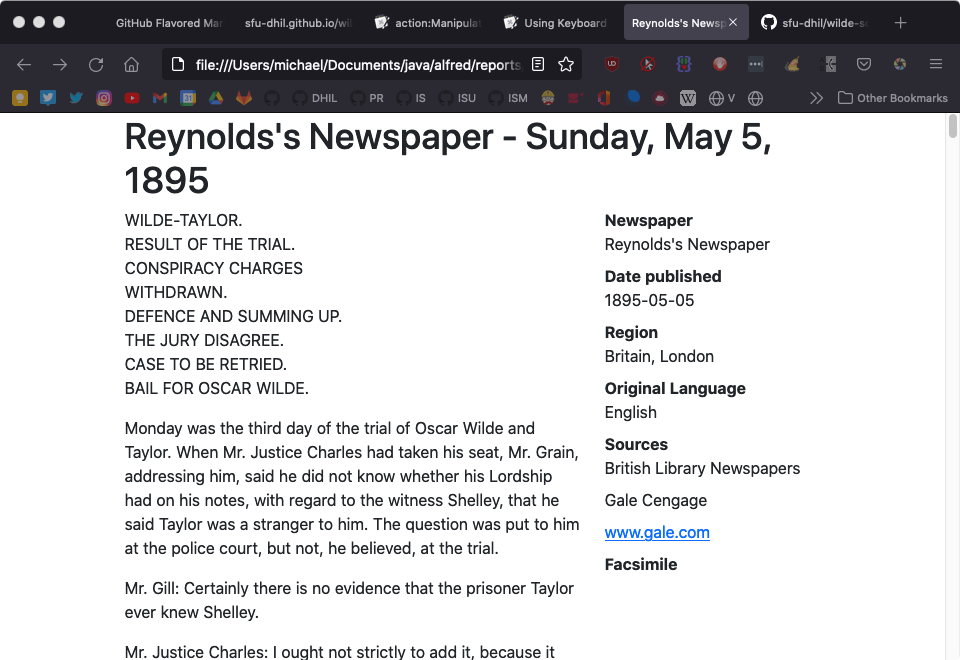 GitHub Flavored Mar
sfu-dhil.github.io/wil
action:Manipulat
Using Keyboard
Reynolds's Newsp
sfu-dhil/wilde-se
file:///Users/michael/Documents/java/alfred/reports
DHIL
PR
IS
ISU
ISM
W
V
Other Bookmarks
Reynolds's Newspaper - Sunday, May 5,
1895
WILDE-TAYLOR.
RESULT OF THE TRIAL.
CONSPIRACY CHARGES
WITHDRAWN.
DEFENCE AND SUMMING UP.
THE JURY DISAGREE.
CASE TO BE RETRIED.
BAIL FOR OSCAR WILDE.
Monday was the third day of the trial of Oscar Wilde and
Taylor. When Mr. Justice Charles had taken his seat, Mr. Grain,
addressing him, said he did not know whether his Lordship
had on his notes, with regard to the witness Shelley, that he
said Taylor was a stranger to him. The question was put to him
at the police court, but not, he believed, at the trial.
Mr. Gill: Certainly there is no evidence that the prisoner Taylor
ever knew Shelley.
Mr. Justice Charles: I ought not strictly to add it, because it
Newspaper
Reynolds's Newspaper
Date published
1895-05-05
Region
Britain, London
Original Language
English
Sources
British Library Newspapers
Gale Cengage
www.gale.com
Facsimile